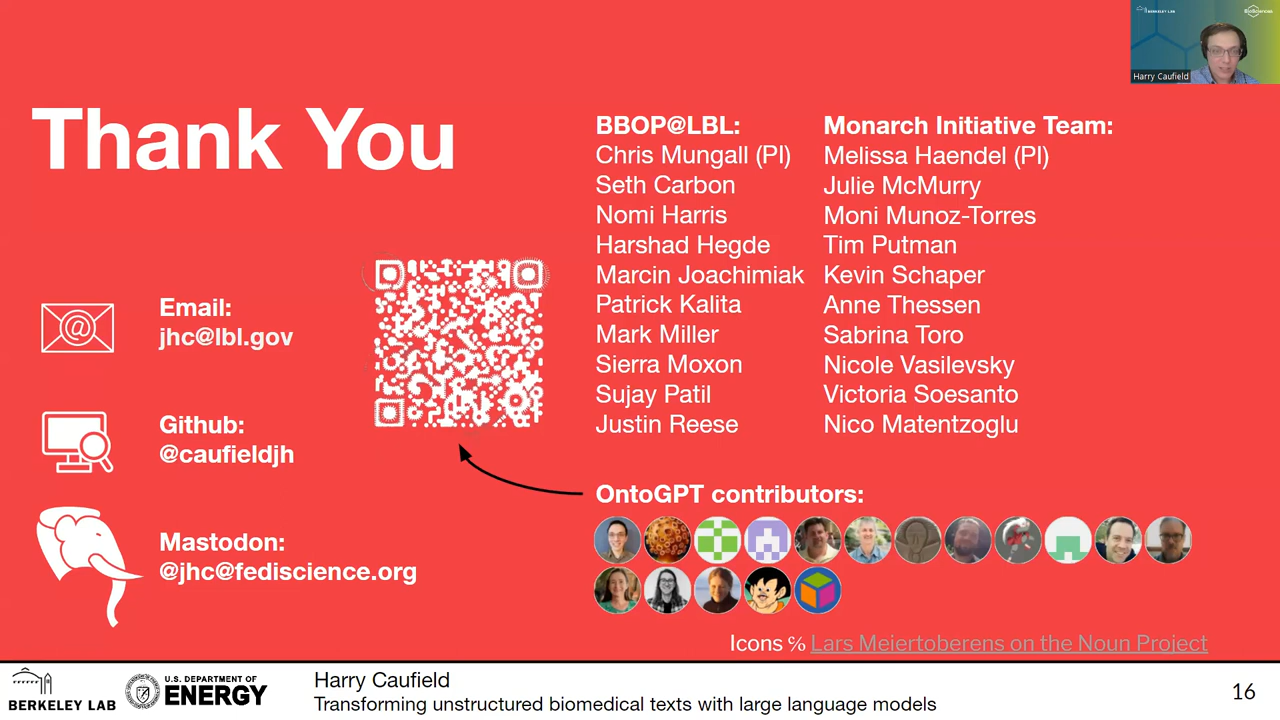 BERKELEY LAB
BIOSCIENCES
Harry Caufield
Thank You
Email:
jhc@lbl.gov
Github:
@caufieldjh
Mastodon:
@jhc@fediscience.org
BBOP@LBL:
Chris Mungall (PI)
Seth Carbon
Nomi Harris
Harshad Hegde
Marcin Joachimiak
Patrick Kalita
Mark Miller
Sierra Moxon
Sujay Patil
Justin Reese
Monarch Initiative Team:
Melissa Haendel (PI)
Julie McMurry
Moni Munoz-Torres
Tim Putman
Kevin Schaper
Anne Thessen
Sabrina Toro
Nicole Vasilevsky
Victoria Soesanto
Nico Matentzoglu
OntoGPT contributors:
Icons ℅ Lars Meiertoberens on the Noun Project
BERKELEY LAB
U.S. DEPARTMENT OF
ENERGY
Harry Caufield
Transforming unstructured biomedical texts with large language models
16